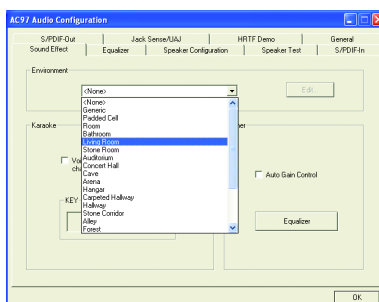 AC97 Audio Configuration
S/PDIF-Out
Jack Sense/UAJ
HRTF Demo
General
Sound Effect
Equalizer
Speaker Configuration
Speaker Test
S/PDIF-In
Environment
<None>
Edit...
<None>
Generic
Padded Cell
Room
Bathroom
Living Room
Stone Room
Auditorium
Concert Hall
Cave
Arena
Hangar
Carpeted Hallway
Hallway
Stone Corridor
Alley
Forest
Karaoke
KEY
Auto Gain Control
Equalizer
OK